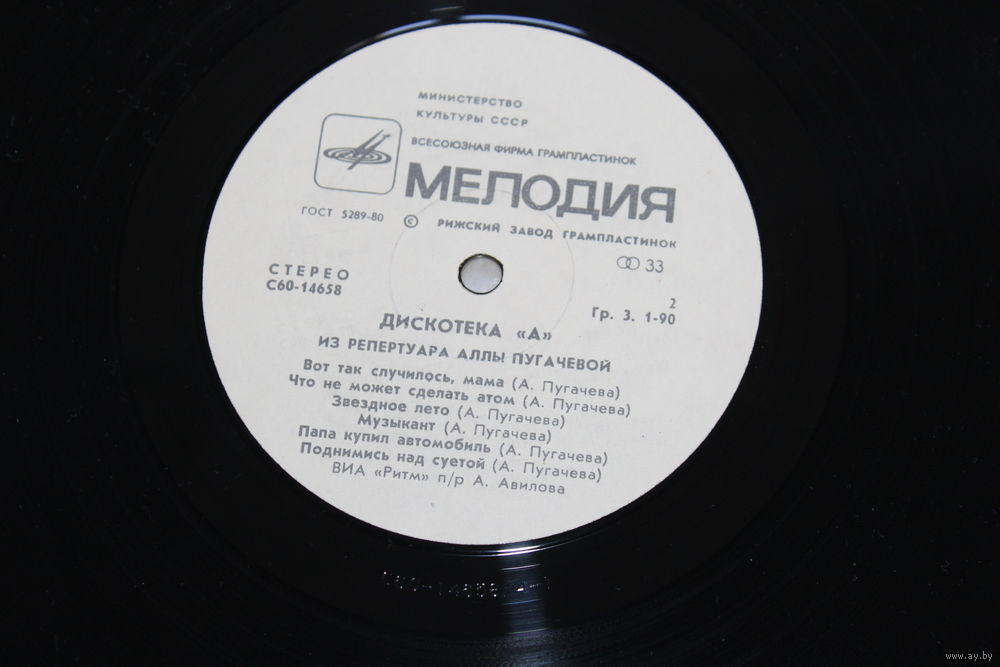 МИНИСТЕРСТВО
КУЛЬТУРЫ СССР
ВСЕСОЮЗНАЯ ФИРМА ГРАМПЛАСТИНОК
МЕЛОДИЯ
ГОСТ 5289-80 © РИЖСКИЙ ЗАВОД ГРАМПЛАСТИНОК
33
СТЕРЕО
С60-14658
2
Гр. 3. 1-90
ДИСКОТЕКА «А»
ИЗ РЕПЕРТУАРА АЛЛЫ ПУГАЧЕВОЙ
Вот так случилось, мама (А. Пугачева)
Что не может сделать атом (А. Пугачева)
Звездное лето (А. Пугачева)
Музыкант (А. Пугачева)
Папа купил автомобиль (А. Пугачева)
Поднимись над суетой (А. Пугачева)
ВИА «Ритм» п/р А. Авилова
www.ay.by